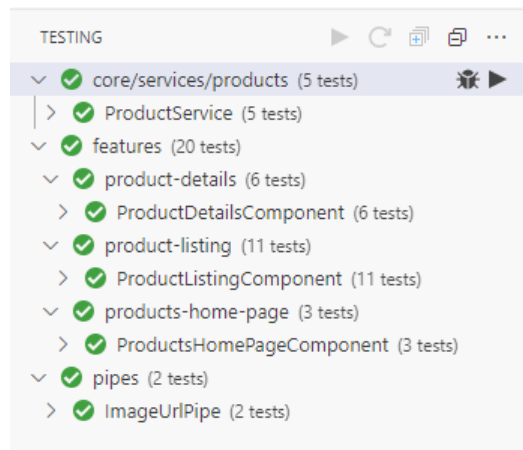 TESTING
core/services/products (5 tests)
ProductService (5 tests)
features (20 tests)
product-details (6 tests)
ProductDetailsComponent (6 tests)
product-listing (11 tests)
ProductListingComponent (11 tests)
products-home-page (3 tests)
ProductsHomePageComponent (3 tests)
pipes (2 tests)
ImageUrlPipe (2 tests)